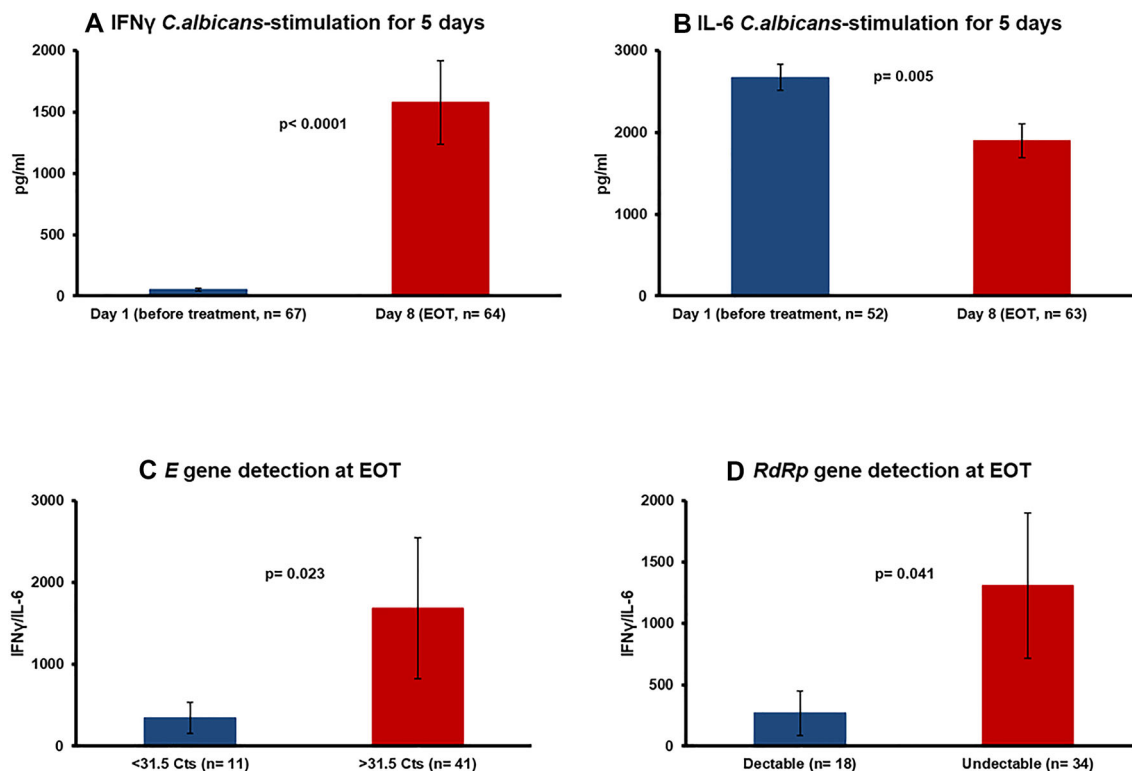 A IFNγ C.albicans-stimulation for 5 days
2000
1500
1000
500
0
pg/ml
p< 0.0001
Day 1 (before treatment, n= 67)
Day 8 (EOT, n= 64)
B IL-6 C.albicans-stimulation for 5 days
3000
2000
1000
0
pg/ml
p= 0.005
Day 1 (before treatment, n= 52)
Day 8 (EOT, n= 63)
C E gene detection at EOT
3000
2000
1000
0
IFNγ/IL-6
p= 0.023
<31.5 Cts (n= 11)
>31.5 Cts (n= 41)
D RdRp gene detection at EOT
2000
1500
1000
500
0
IFNγ/IL-6
p= 0.041
Dectable (n= 18)
Undectable (n= 34)